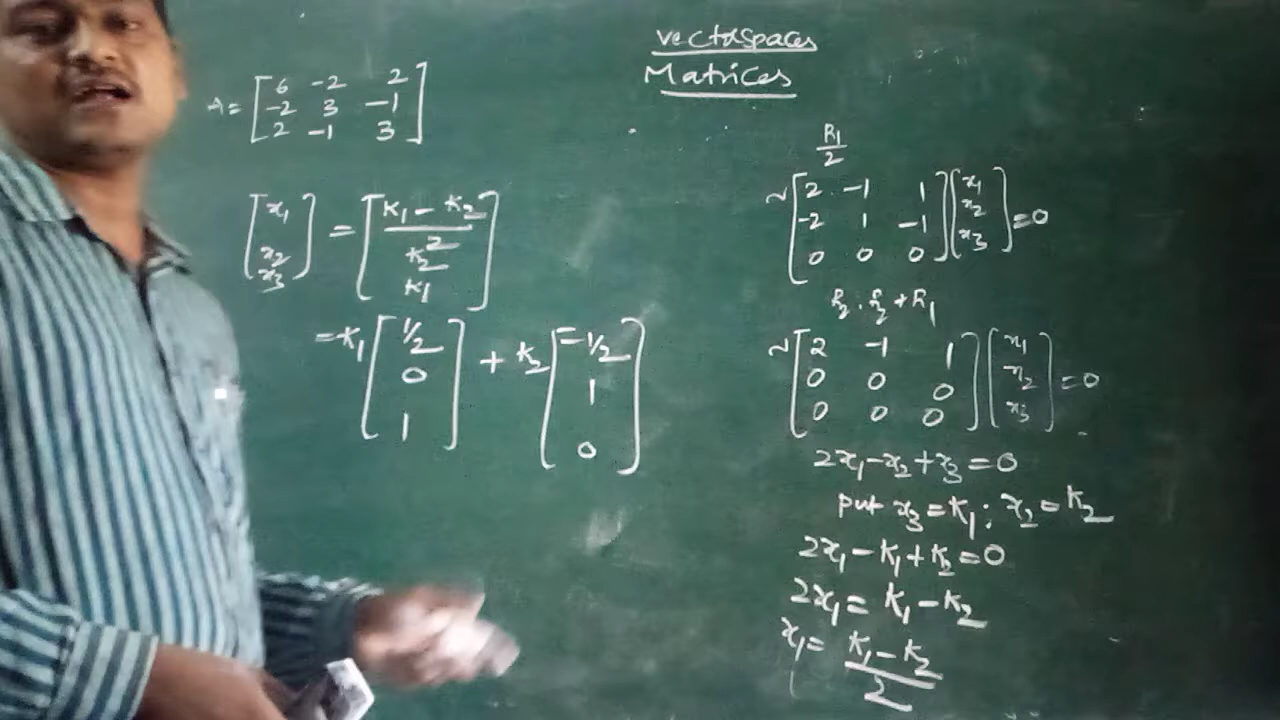 vectorspaces
Matrices
A = [ 6 -2 2
-2 3 -1
2 -1 3 ]
[ x₁
x₂
x₃ ] = [ (K₁ - K₂)/2
K₂
K₁ ]
= K₁ [ 1/2
0
1 ] + K₂ [ -1/2
1
0 ]
R₁/2
~ [ 2 -1 1
-2 1 -1
0 0 0 ] [ x₁
x₂
x₃ ] = 0
R₂ . R₂ + R₁
~ [ 2 -1 1
0 0 0
0 0 0 ] [ x₁
x₂
x₃ ] = 0
2x₁ - x₂ + x₃ = 0
put x₃ = K₁ ; x₂ = K₂
2x₁ - K₁ + K₂ = 0
2x₁ = K₁ - K₂
x₁ = (K₁ - K₂)/2